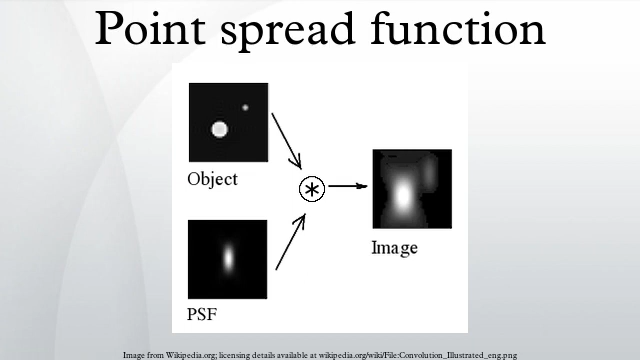 Point spread function
Object
*
Image
PSF
Image from Wikipedia.org; licensing details available at wikipedia.org/wiki/File:Convolution_Illustrated_eng.png